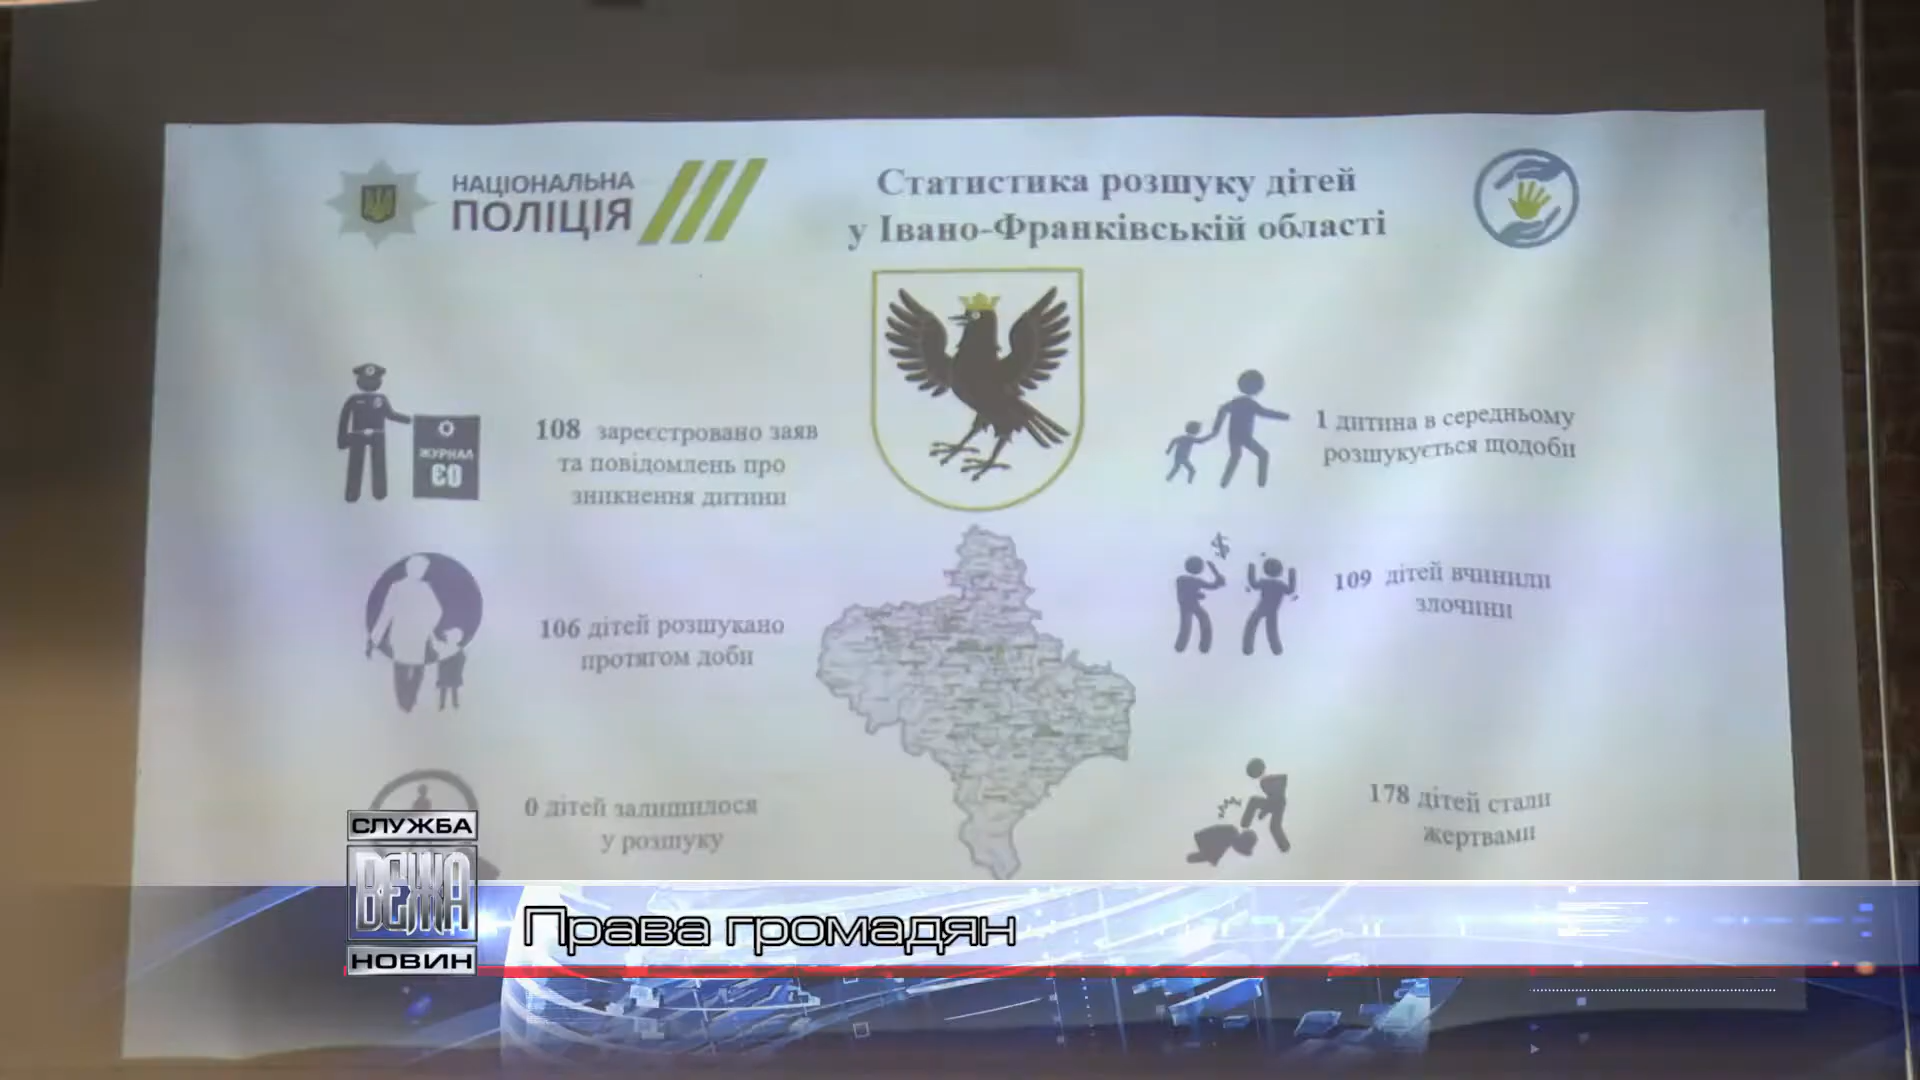 НАЦІОНАЛЬНА
ПОЛІЦІЯ
Статистика розшуку дітей
у Івано-Франківській області
ЖУРНАЛ
ЄО
108 зареєстровано заяв
та повідомлень про
зникнення дитини
1 дитина в середньому
розшукується щодоби
$
106 дітей розшукано
протягом доби
109 дітей вчинили
злочини
0 дітей залишилося
у розшуку
178 дітей стали
жертвами
СЛУЖБА
ВЕЖА
НОВИН
Права громадян